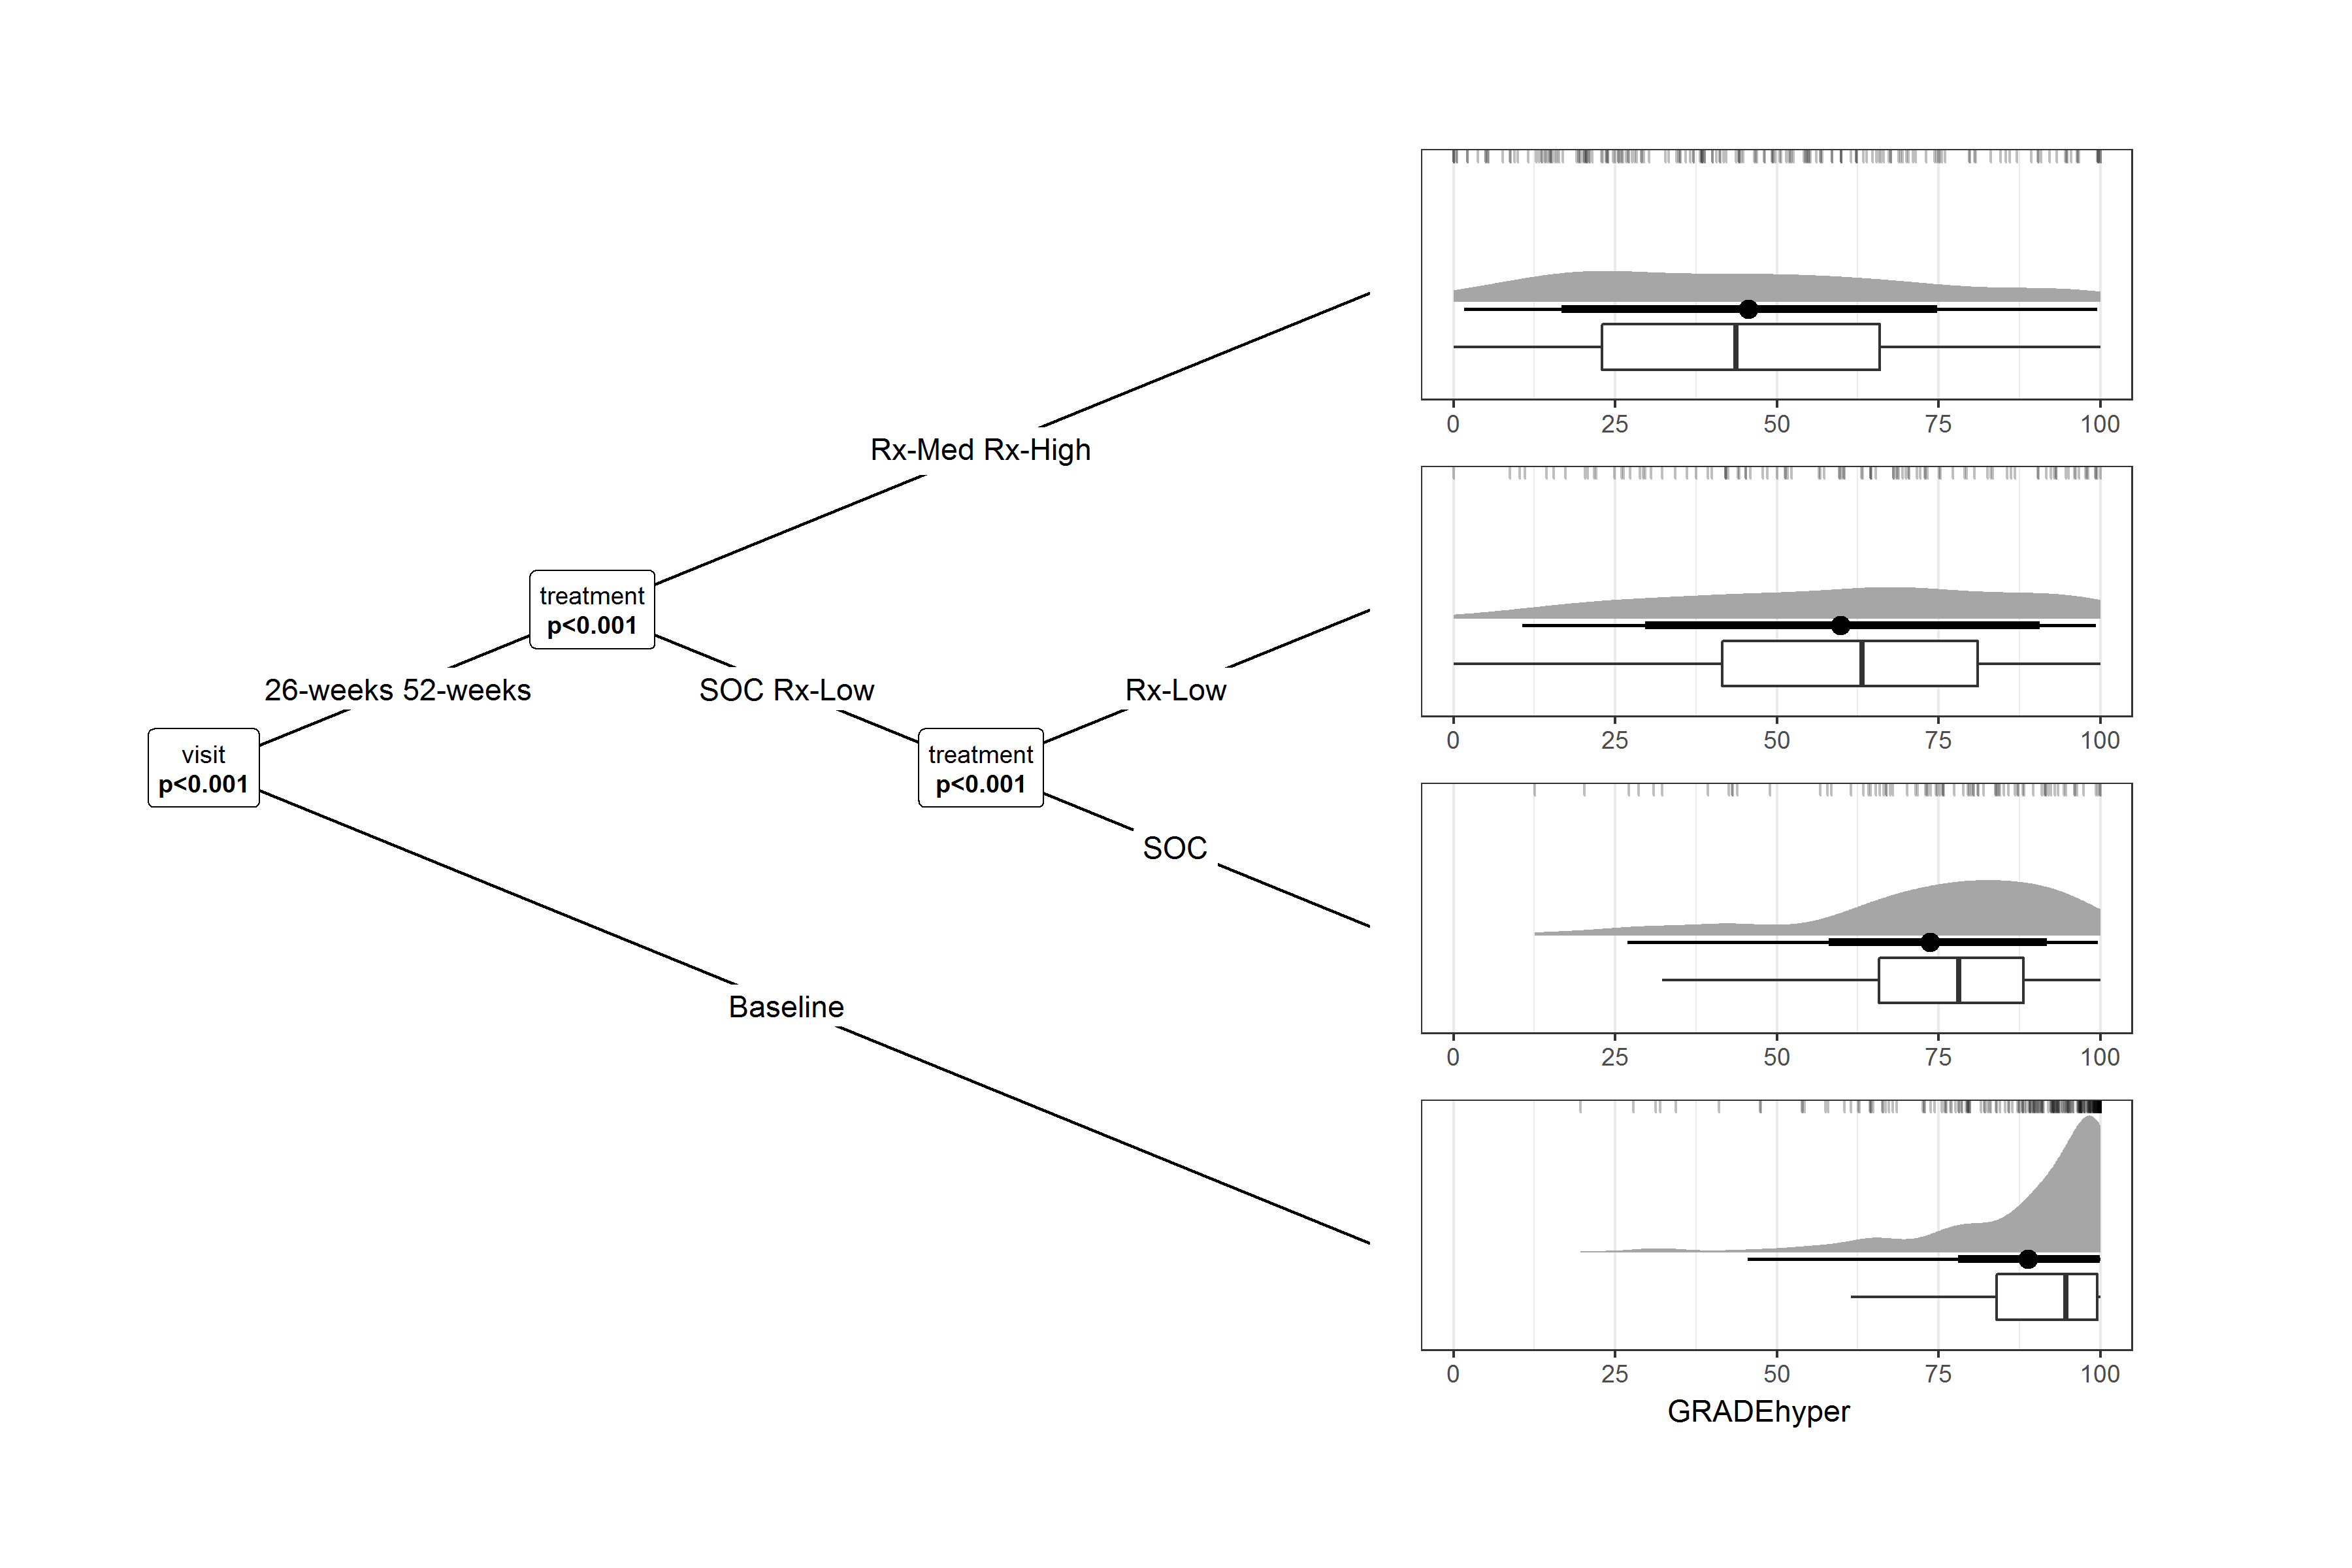 0 25 50 75 100
Rx-Med Rx-High
treatment
p<0.001
26-weeks 52-weeks
SOC Rx-Low
Rx-Low
0 25 50 75 100
visit
p<0.001
treatment
p<0.001
SOC
Baseline
0 25 50 75 100
0 25 50 75 100
GRADEhyper